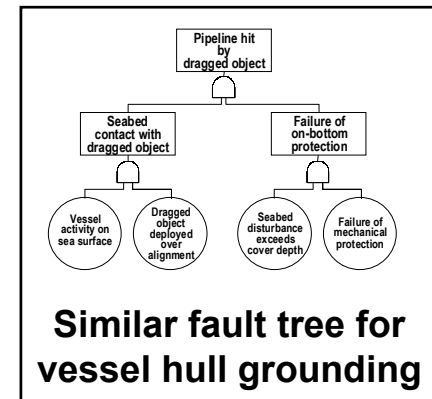 Pipeline hit
by
dragged object
Seabed
contact with
dragged object
Failure of
on-bottom
protection
Vessel
activity on
sea surface
Dragged
object
deployed
over
alignment
Seabed
disturbance
exceeds
cover depth
Failure of
mechanical
protection
Similar fault tree for
vessel hull grounding